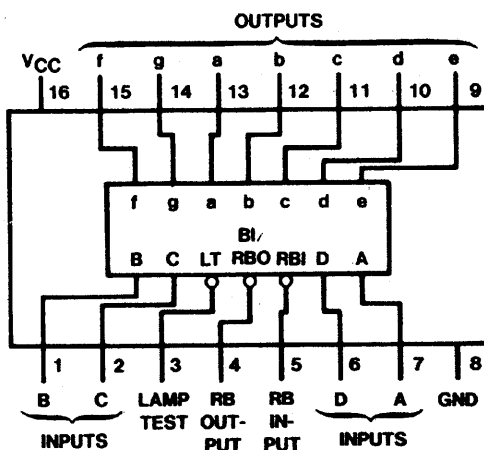 OUTPUTS
VCC f g a b c d e
16 15 14 13 12 11 10 9
f g a b c d e
BI/
B C LT RBO RBI D A
1 2 3 4 5 6 7 8
B C LAMP RB RB D A GND
TEST OUT- IN-
INPUTS PUT PUT INPUTS